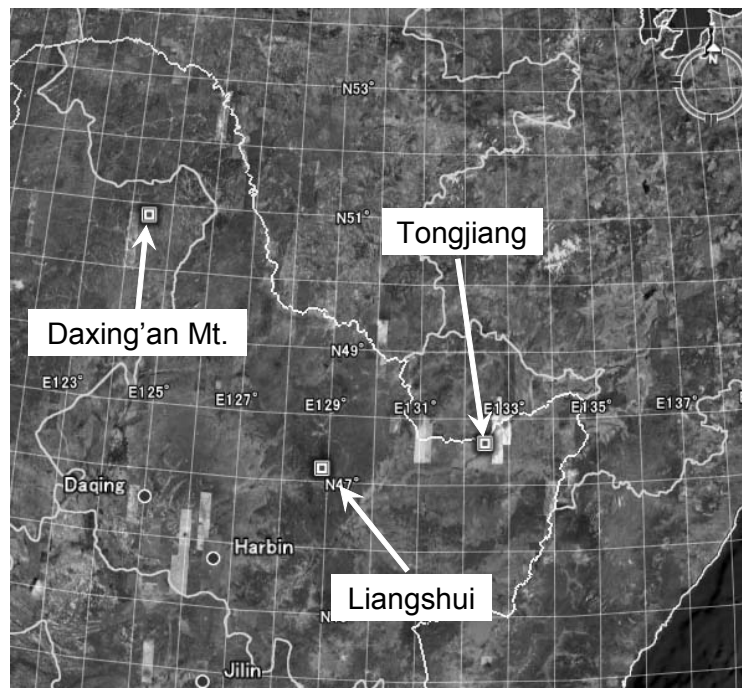 N
N53°
N51°
Tongjiang
Daxing'an Mt.
N49°
E123°
E125°
E127°
E129°
E131°
E133°
E135°
E137°
Daqing
N47°
Harbin
Liangshui
Jilin